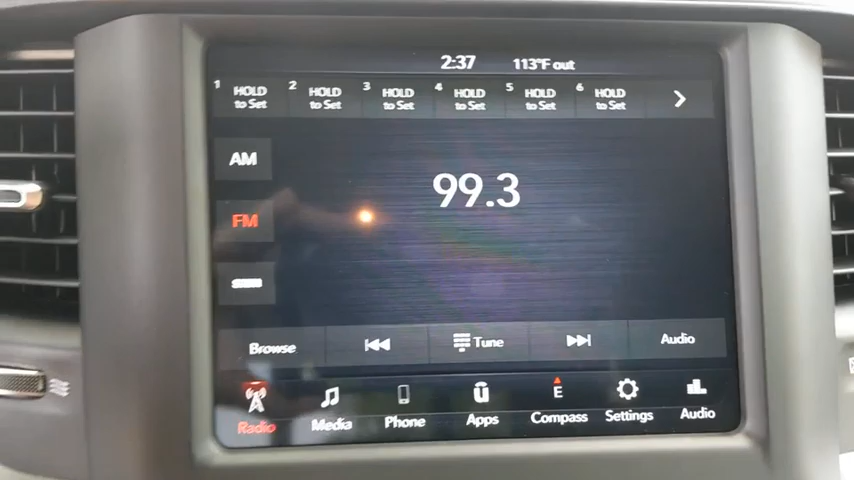 2:37 113°F out
1 HOLD to Set
2 HOLD to Set
3 HOLD to Set
4 HOLD to Set
5 HOLD to Set
6 HOLD to Set
AM
99.3
FM
Browse
Tune
Audio
E
Radio
Media
Phone
Apps
Compass
Settings
Audio